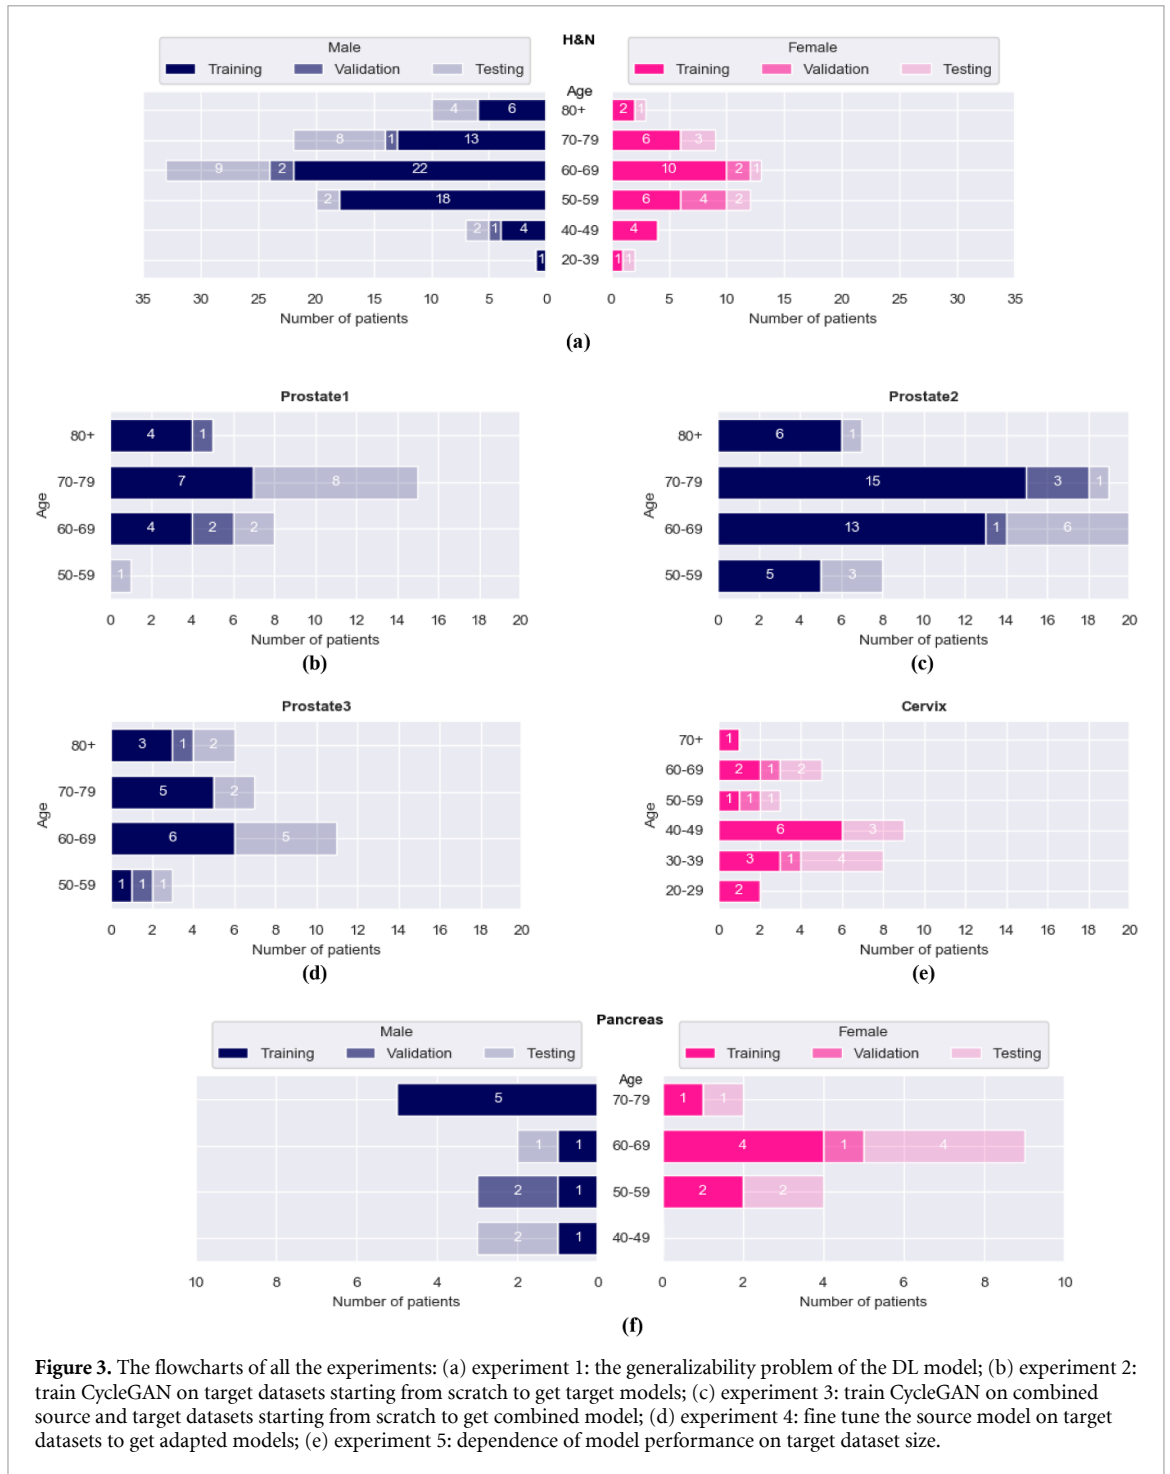 H&N
Male
Training Validation Testing
Female
Training Validation Testing
Age
4 6 80+ 2 1
8 1 13 70-79 6 3
9 2 22 60-69 10 2 1
2 18 50-59 6 4 2
2 1 4 40-49 4
1 20-39 1 1
35 30 25 20 15 10 5 0 0 5 10 15 20 25 30 35
Number of patients Number of patients
(a)
Prostate1
Age
80+ 4 1
70-79 7 8
60-69 4 2 2
50-59 1
0 2 4 6 8 10 12 14 16 18 20
Number of patients
(b)
Prostate2
Age
80+ 6 1
70-79 15 3 1
60-69 13 1 6
50-59 5 3
0 2 4 6 8 10 12 14 16 18 20
Number of patients
(c)
Prostate3
Age
80+ 3 1 2
70-79 5 2
60-69 6 5
50-59 1 1 1
0 2 4 6 8 10 12 14 16 18 20
Number of patients
(d)
Cervix
Age
70+ 1
60-69 2 1 2
50-59 1 1 1
40-49 6 3
30-39 3 1 4
20-29 2
0 2 4 6 8 10 12 14 16 18 20
Number of patients
(e)
Pancreas
Male
Training Validation Testing
Female
Training Validation Testing
Age
5 70-79 1 1
1 1 60-69 4 1 4
2 1 50-59 2 2
2 1 40-49
10 8 6 4 2 0 0 2 4 6 8 10
Number of patients Number of patients
(f)
Figure 3. The flowcharts of all the experiments: (a) experiment 1: the generalizability problem of the DL model; (b) experiment 2:
train CycleGAN on target datasets starting from scratch to get target models; (c) experiment 3: train CycleGAN on combined
source and target datasets starting from scratch to get combined model; (d) experiment 4: fine tune the source model on target
datasets to get adapted models; (e) experiment 5: dependence of model performance on target dataset size.